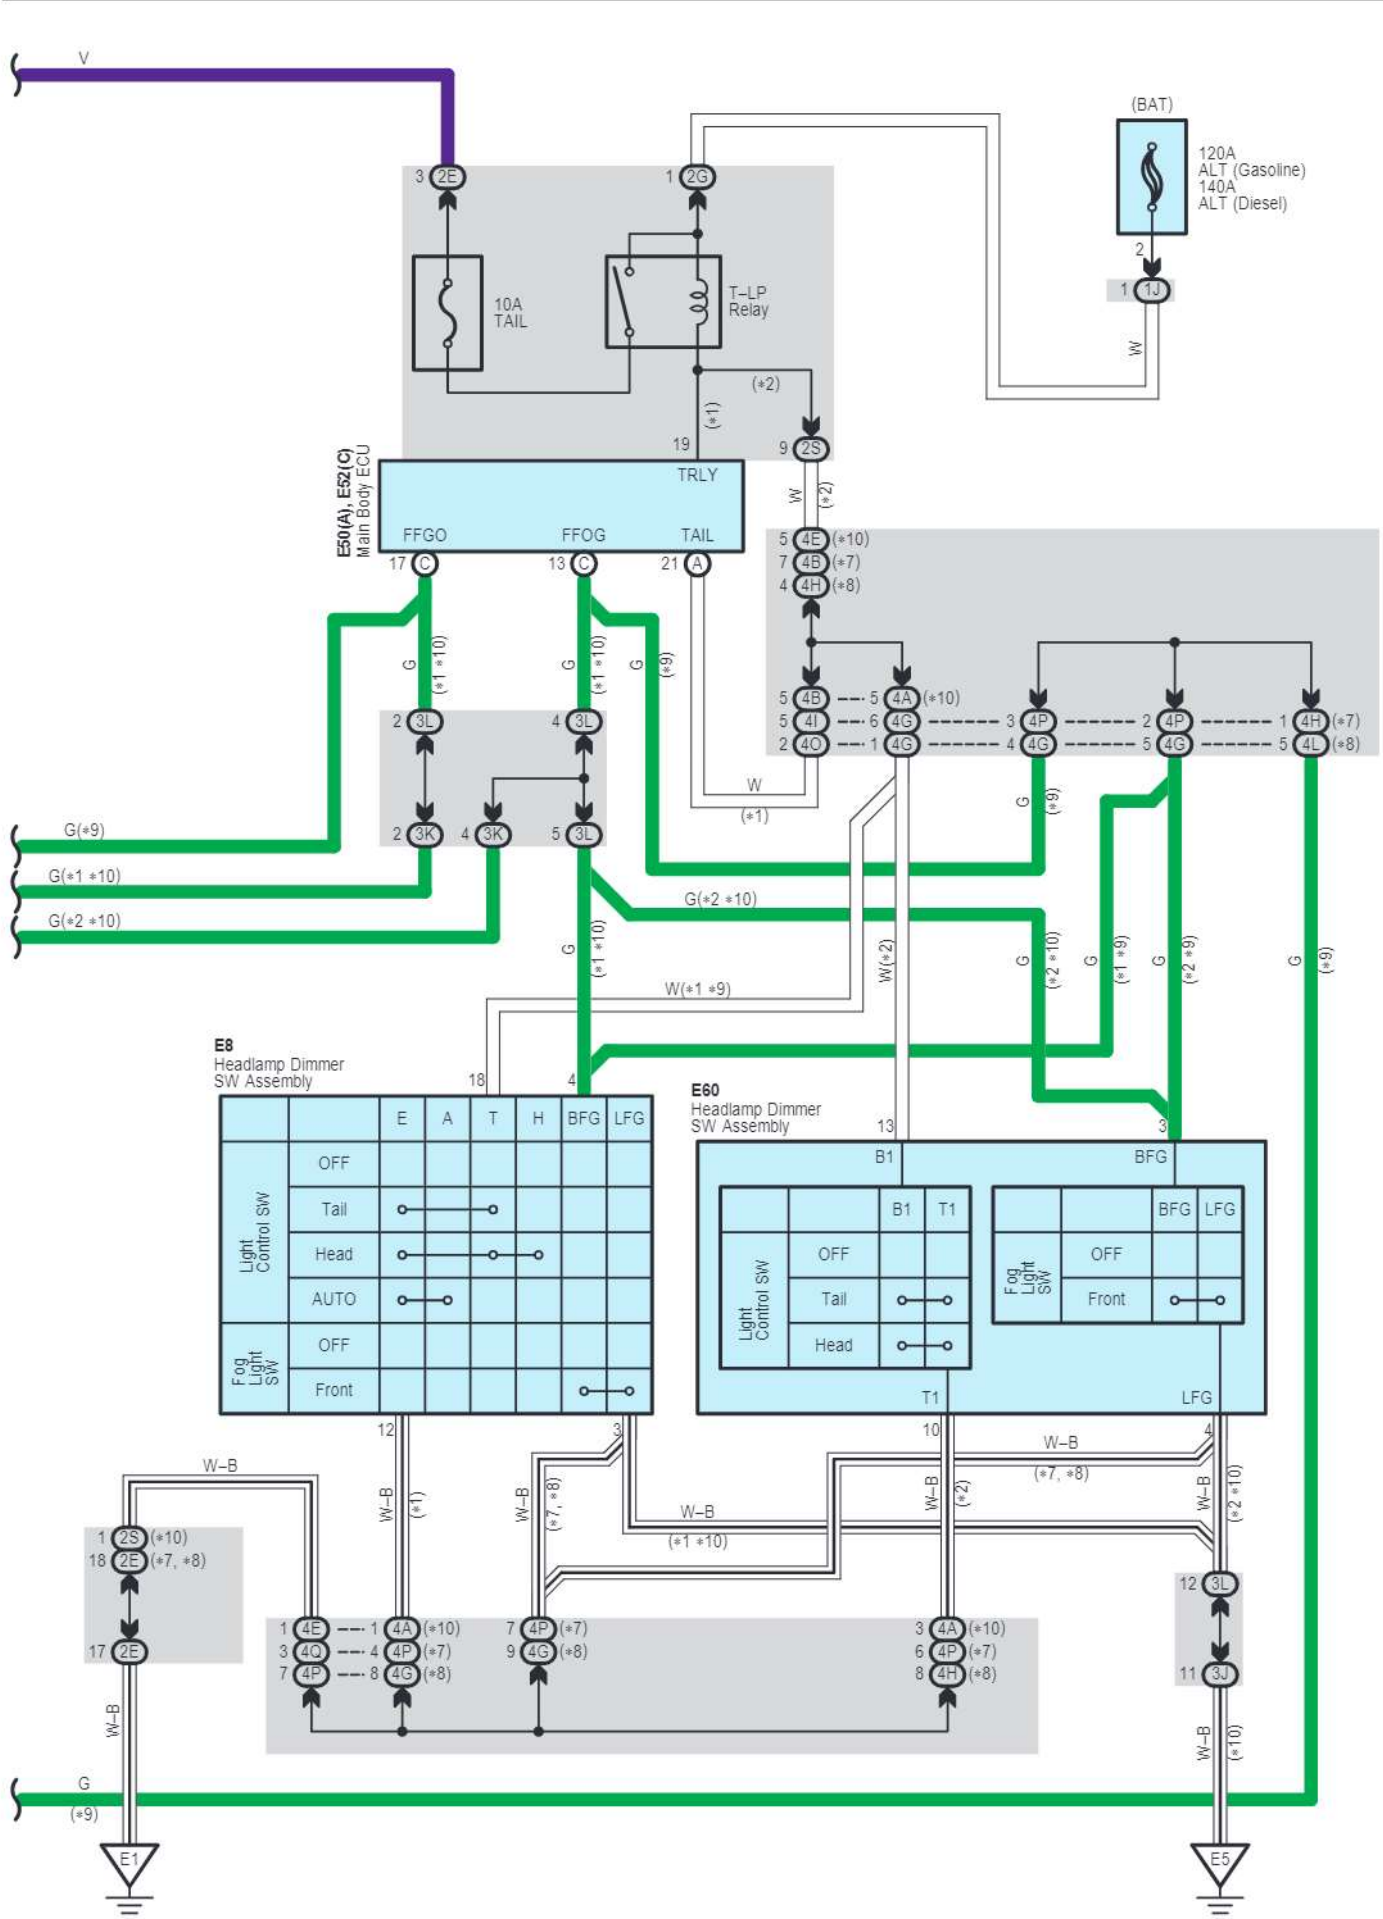 V
(BAT)
120A
ALT (Gasoline)
140A
ALT (Diesel)
3 2E
1 2G
2
1 1J
W
10A
TAIL
T–LP
Relay
(∗2)
(∗1)
19
9 2S
E50(A), E52(C)
Main Body ECU
TRLY
FFGO
FFOG
TAIL
W
(∗2)
17 C
13 C
21 A
5 4E (∗10)
7 4B (∗7)
4 4H (∗8)
G
(∗1 ∗10)
G
(∗1 ∗10)
G
(∗9)
5 4B
5 4A (∗10)
2 3L
4 3L
5 4I
6 4G
3 4P
2 4P
1 4H (∗7)
2 4O
1 4G
4 4G
5 4G
5 4L (∗8)
W
(∗1)
G
(∗9)
2 3K
4 3K
5 3L
G(∗9)
G(∗1 ∗10)
G(∗2 ∗10)
G(∗2 ∗10)
G
(∗1 ∗10)
W(∗2)
G
(∗2 ∗10)
G
(∗1 ∗9)
G
(∗2 ∗9)
G
(∗9)
W(∗1 ∗9)
E8
Headlamp Dimmer
SW Assembly
18
4
E60
Headlamp Dimmer
SW Assembly
13
3
E A T H BFG LFG
Light
Control SW
OFF
Tail
Head
AUTO
Fog
Light
SW
OFF
Front
B1
BFG
B1 T1
Light
Control SW
OFF
Tail
Head
BFG LFG
Fog
Light
SW
OFF
Front
T1
LFG
12
3
10
4
W–B
W–B
(∗1)
W–B
(∗7, ∗8)
W–B
(∗1 ∗10)
W–B
(∗2)
W–B
(∗7, ∗8)
W–B
(∗2 ∗10)
1 2S (∗10)
18 2E (∗7, ∗8)
17 2E
12 3L
11 3J
1 4E
1 4A (∗10)
7 4P (∗7)
3 4A (∗10)
3 4Q
4 4P (∗7)
9 4G (∗8)
6 4P (∗7)
7 4P
8 4G (∗8)
8 4H (∗8)
W–B
W–B
(∗10)
G
(∗9)
E1
E5